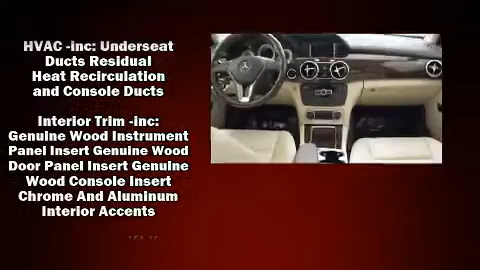 HVAC -inc: Underseat
Ducts Residual
Heat Recirculation
and Console Ducts
Interior Trim -inc:
Genuine Wood Instrument
Panel Insert Genuine Wood
Door Panel Insert Genuine
Wood Console Insert
Chrome And Aluminum
Interior Accents